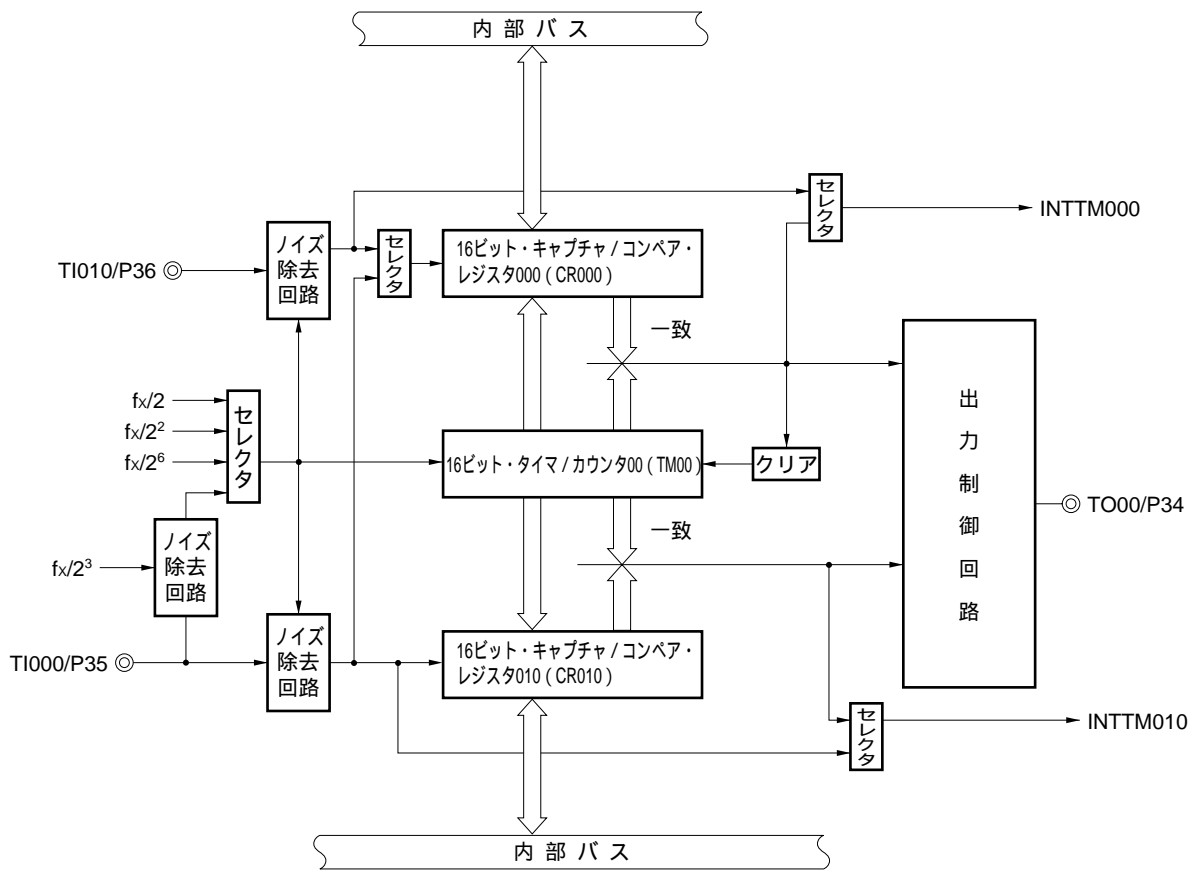 内部バス
セレクタ
INTTM000
ノイズ
除去
回路
セレクタ
16ビット・キャプチャ / コンペア・
レジスタ000 ( CR000 )
TI010/P36
一致
fx/2
fx/2²
fx/2⁶
セレクタ
16ビット・タイマ / カウンタ00 ( TM00 )
クリア
出力制御回路
TO00/P34
ノイズ
除去
回路
fx/2³
一致
ノイズ
除去
回路
16ビット・キャプチャ / コンペア・
レジスタ010 ( CR010 )
TI000/P35
セレクタ
INTTM010
内部バス